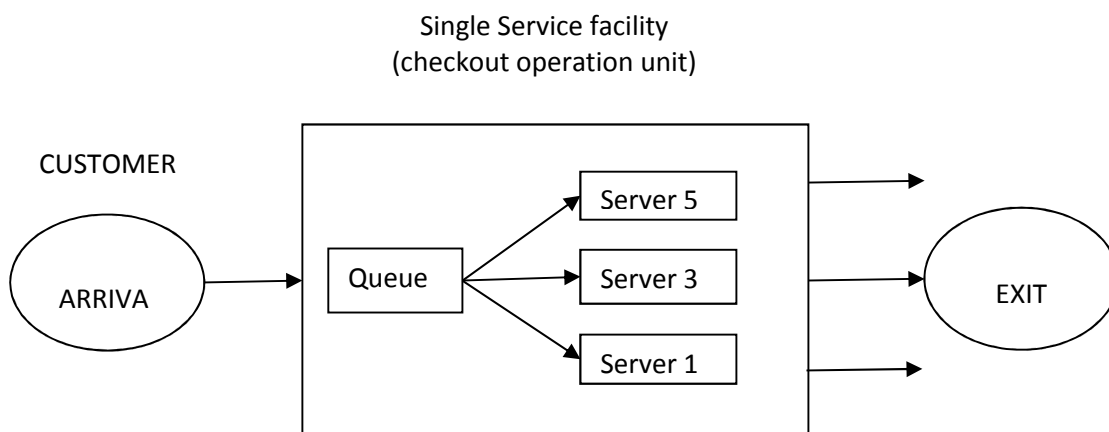 Single Service facility
(checkout operation unit)
CUSTOMER
ARRIVA
Queue
Server 5
Server 3
Server 1
EXIT